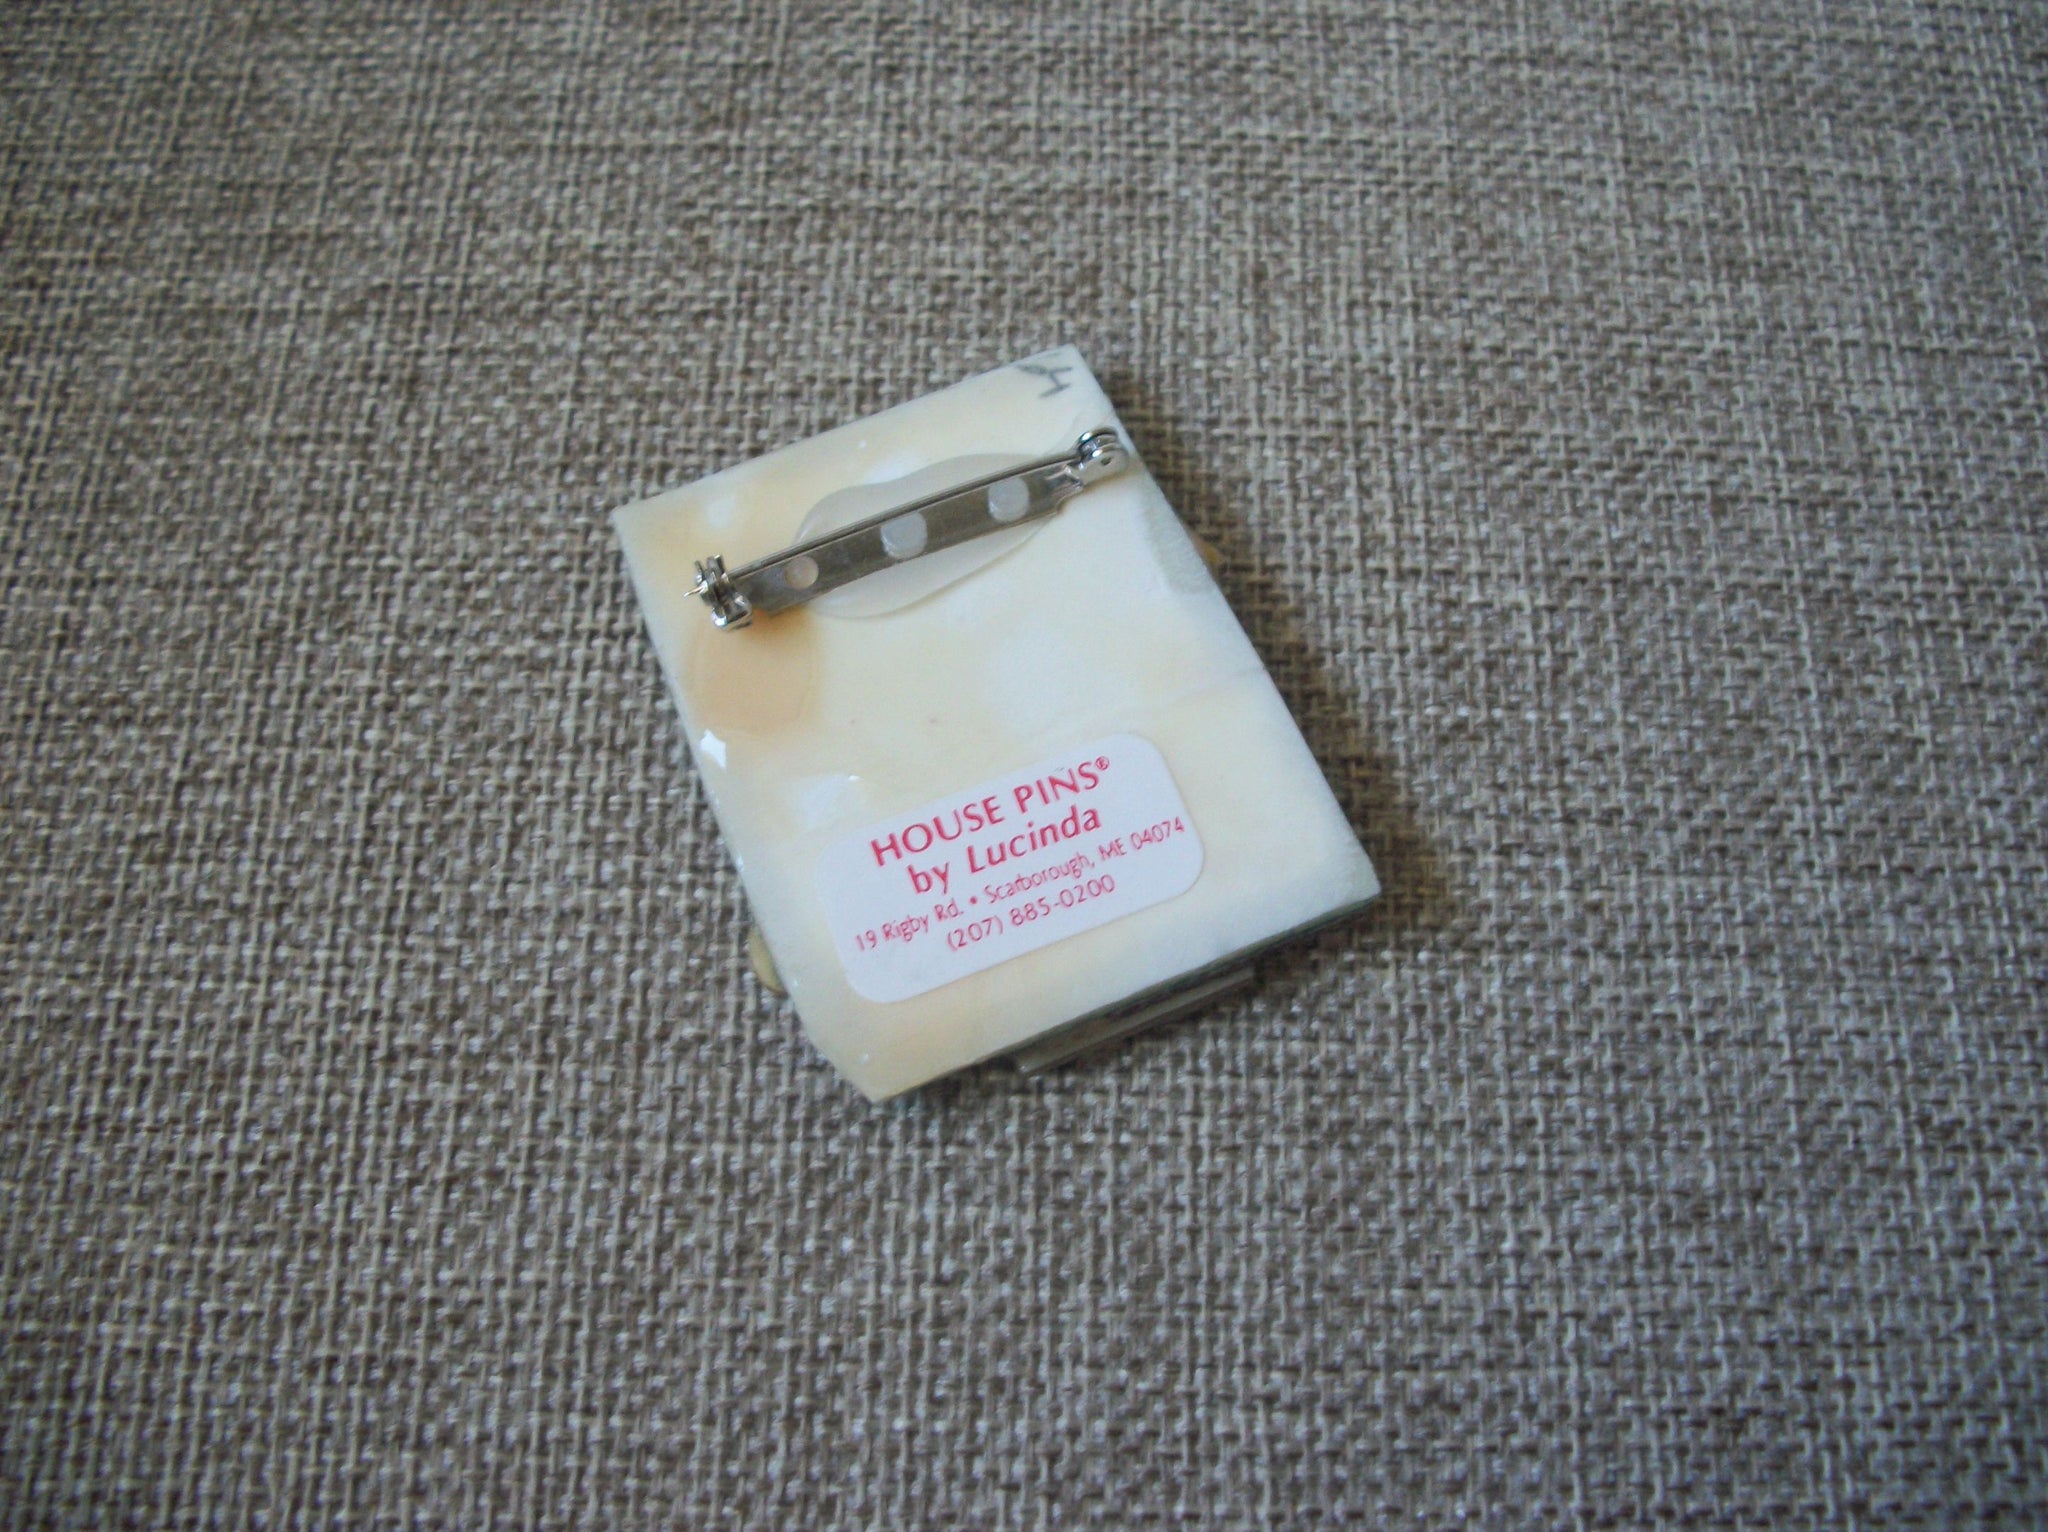 HOUSE PINS®
by Lucinda
19 Rigby Rd. • Scarborough, ME 04074
(207) 885-0200